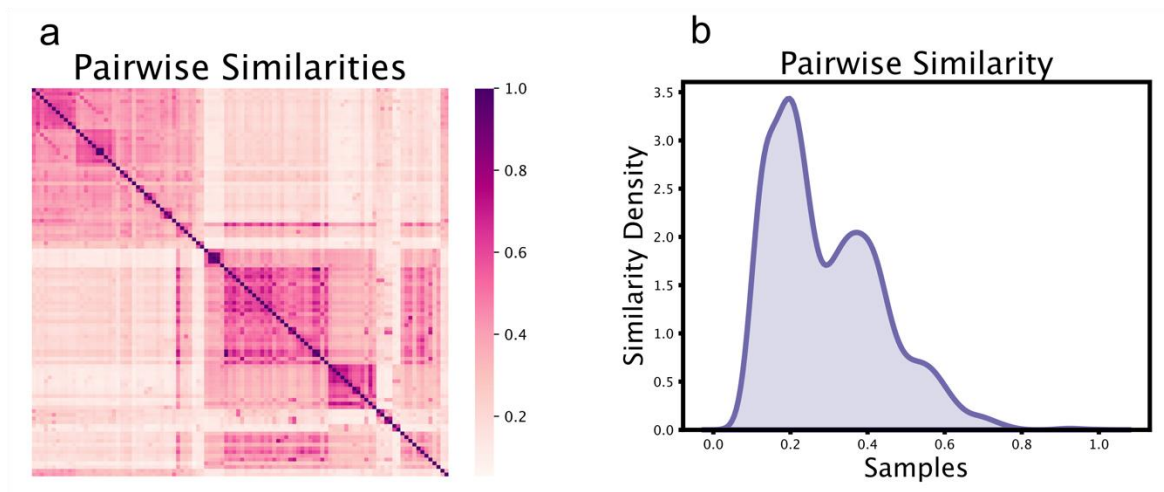 a
Pairwise Similarities
1.0
0.8
0.6
0.4
0.2
b
Pairwise Similarity
Similarity Density
3.5
3.0
2.5
2.0
1.5
1.0
0.5
0.0
0.0 0.2 0.4 0.6 0.8 1.0
Samples